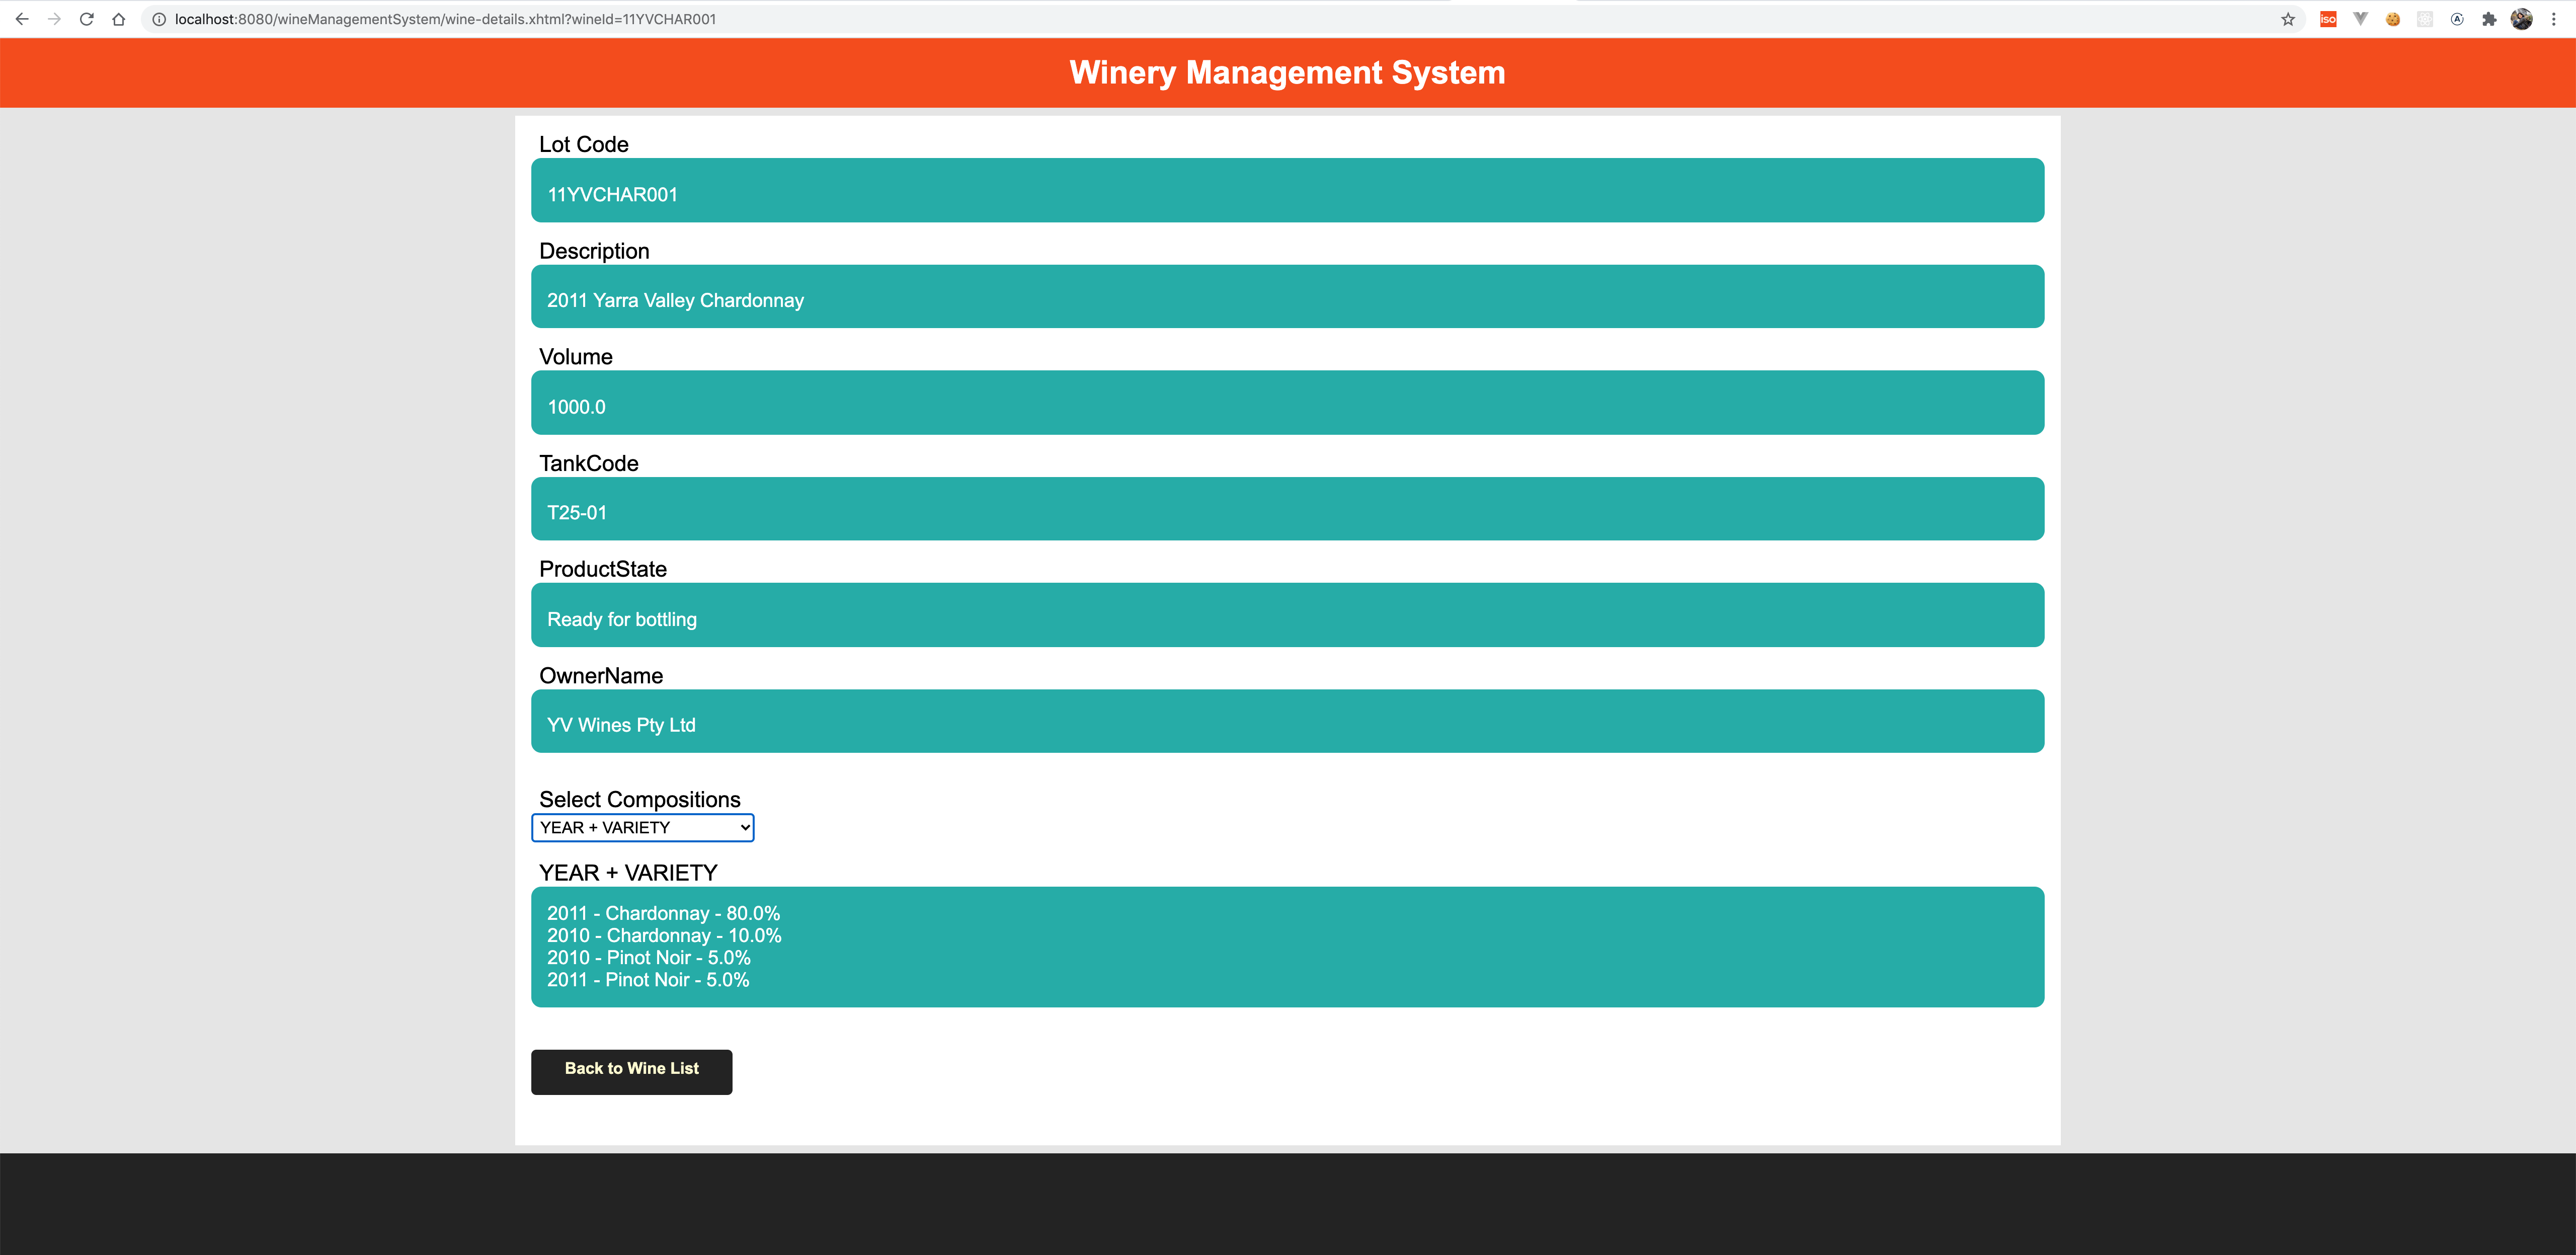 localhost:8080/wineManagementSystem/wine-details.xhtml?wineId=11YVCHAR001
iso
A
Winery Management System
Lot Code
11YVCHAR001
Description
2011 Yarra Valley Chardonnay
Volume
1000.0
TankCode
T25-01
ProductState
Ready for bottling
OwnerName
YV Wines Pty Ltd
Select Compositions
YEAR + VARIETY
YEAR + VARIETY
2011 - Chardonnay - 80.0%
2010 - Chardonnay - 10.0%
2010 - Pinot Noir - 5.0%
2011 - Pinot Noir - 5.0%
Back to Wine List